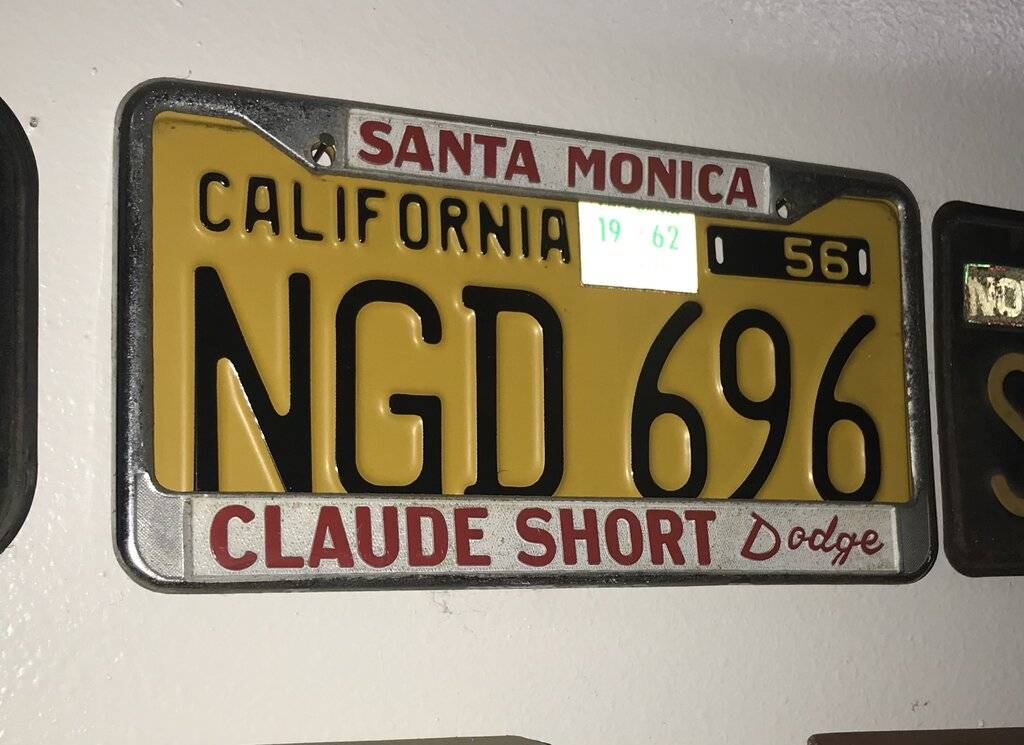 SANTA MONICA
CALIFORNIA 19 62 56
NGD 696
CLAUDE SHORT Dodge